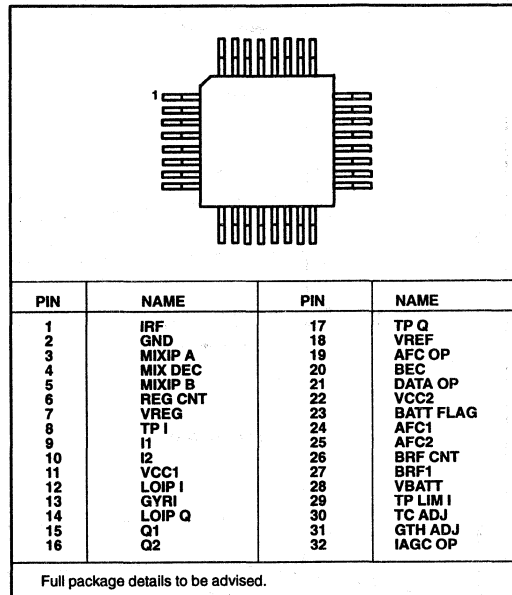 1
PIN NAME PIN NAME
1 IRF 17 TP Q
2 GND 18 VREF
3 MIXIP A 19 AFC OP
4 MIX DEC 20 BEC
5 MIXIP B 21 DATA OP
6 REG CNT 22 VCC2
7 VREG 23 BATT FLAG
8 TP I 24 AFC1
9 I1 25 AFC2
10 I2 26 BRF CNT
11 VCC1 27 BRF1
12 LOIP I 28 VBATT
13 GYRI 29 TP LIM I
14 LOIP Q 30 TC ADJ
15 Q1 31 GTH ADJ
16 Q2 32 IAGC OP
Full package details to be advised.